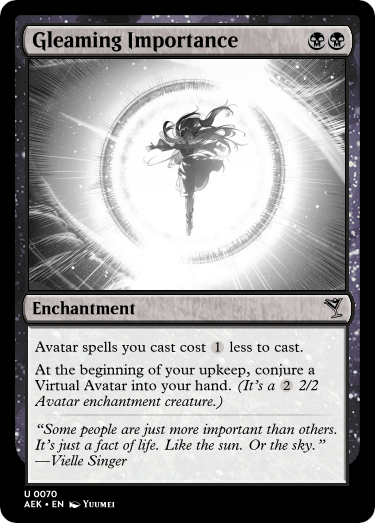 Gleaming Importance
Enchantment
Avatar spells you cast cost 1 less to cast.
At the beginning of your upkeep, conjure a
Virtual Avatar into your hand. (It's a 2 2/2
Avatar enchantment creature.)
“Some people are just more important than others.
It's just a fact of life. Like the sun. Or the sky.”
—Vielle Singer
U 0070
AEK • EN Yuumei